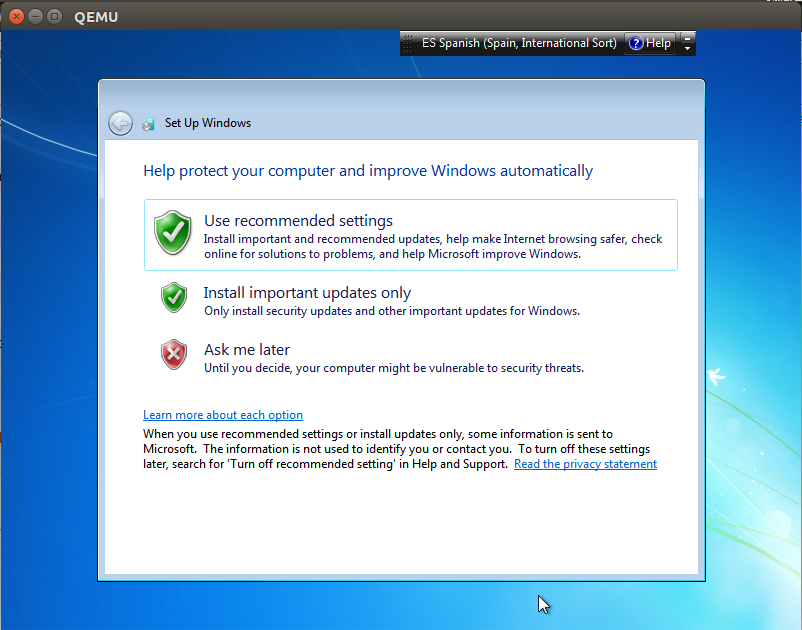 QEMU
ES Spanish (Spain, International Sort) ? Help
Set Up Windows
Help protect your computer and improve Windows automatically
Use recommended settings
Install important and recommended updates, help make Internet browsing safer, check
online for solutions to problems, and help Microsoft improve Windows.
Install important updates only
Only install security updates and other important updates for Windows.
Ask me later
Until you decide, your computer might be vulnerable to security threats.
Learn more about each option
When you use recommended settings or install updates only, some information is sent to
Microsoft.  The information is not used to identify you or contact you.  To turn off these settings
later, search for 'Turn off recommended setting' in Help and Support.  Read the privacy statement